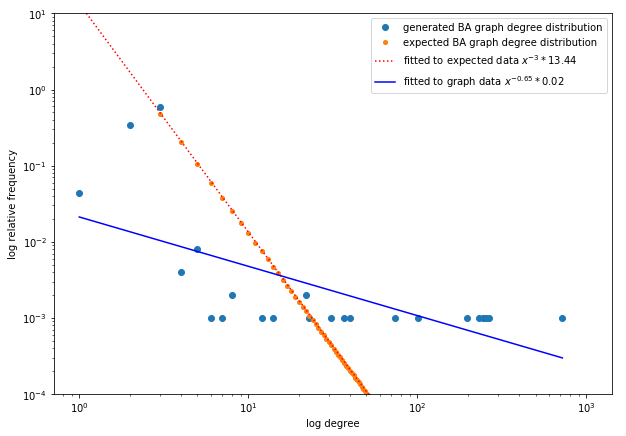 generated BA graph degree distribution
expected BA graph degree distribution
fitted to expected data $x^{-3} * 13.44$
fitted to graph data $x^{-0.65} * 0.02$
log relative frequency
10^1
10^0
10^{-1}
10^{-2}
10^{-3}
10^{-4}
10^0 10^1 10^2 10^3
log degree